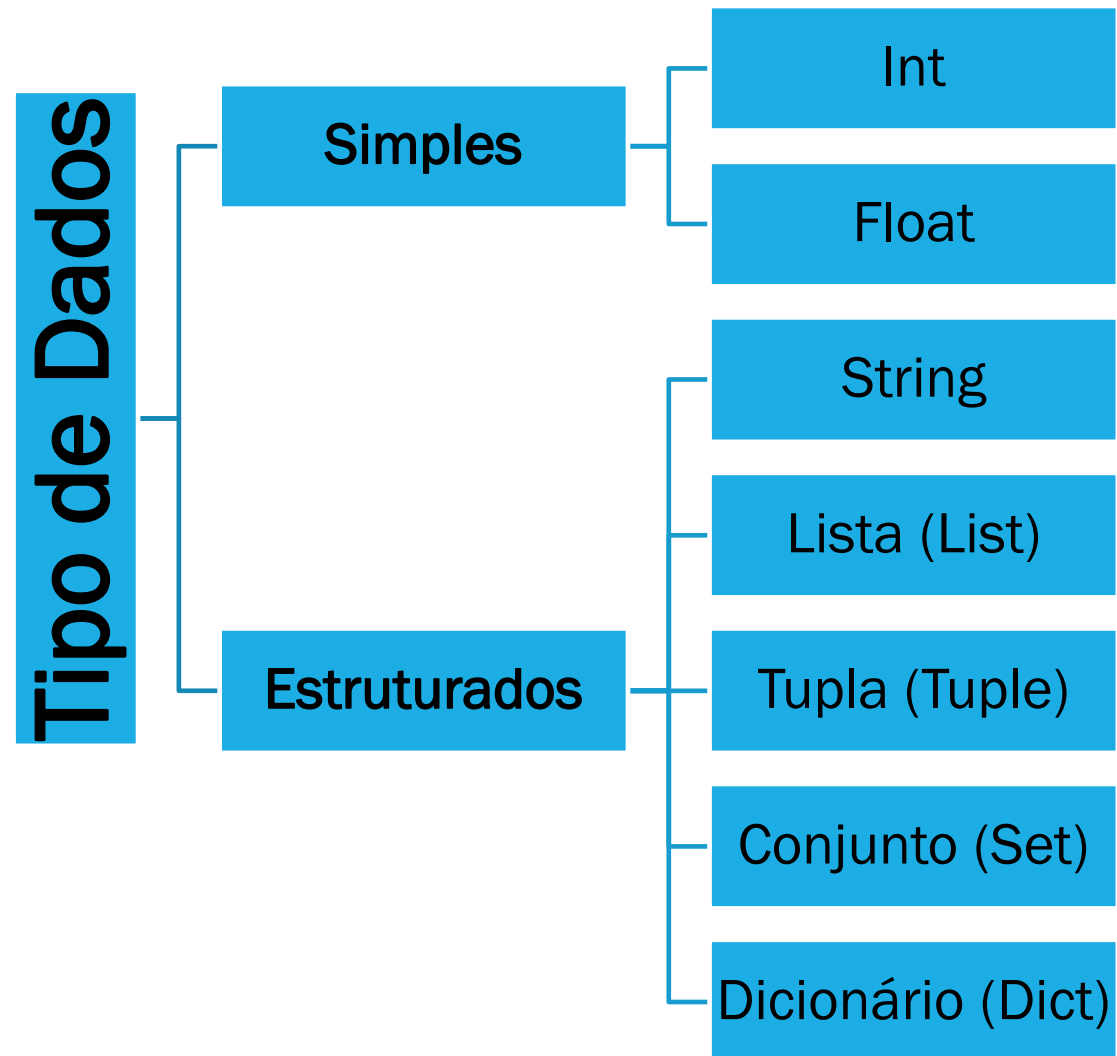 Tipo de Dados
Simples
Int
Float
Estruturados
String
Lista (List)
Tupla (Tuple)
Conjunto (Set)
Dicionário (Dict)